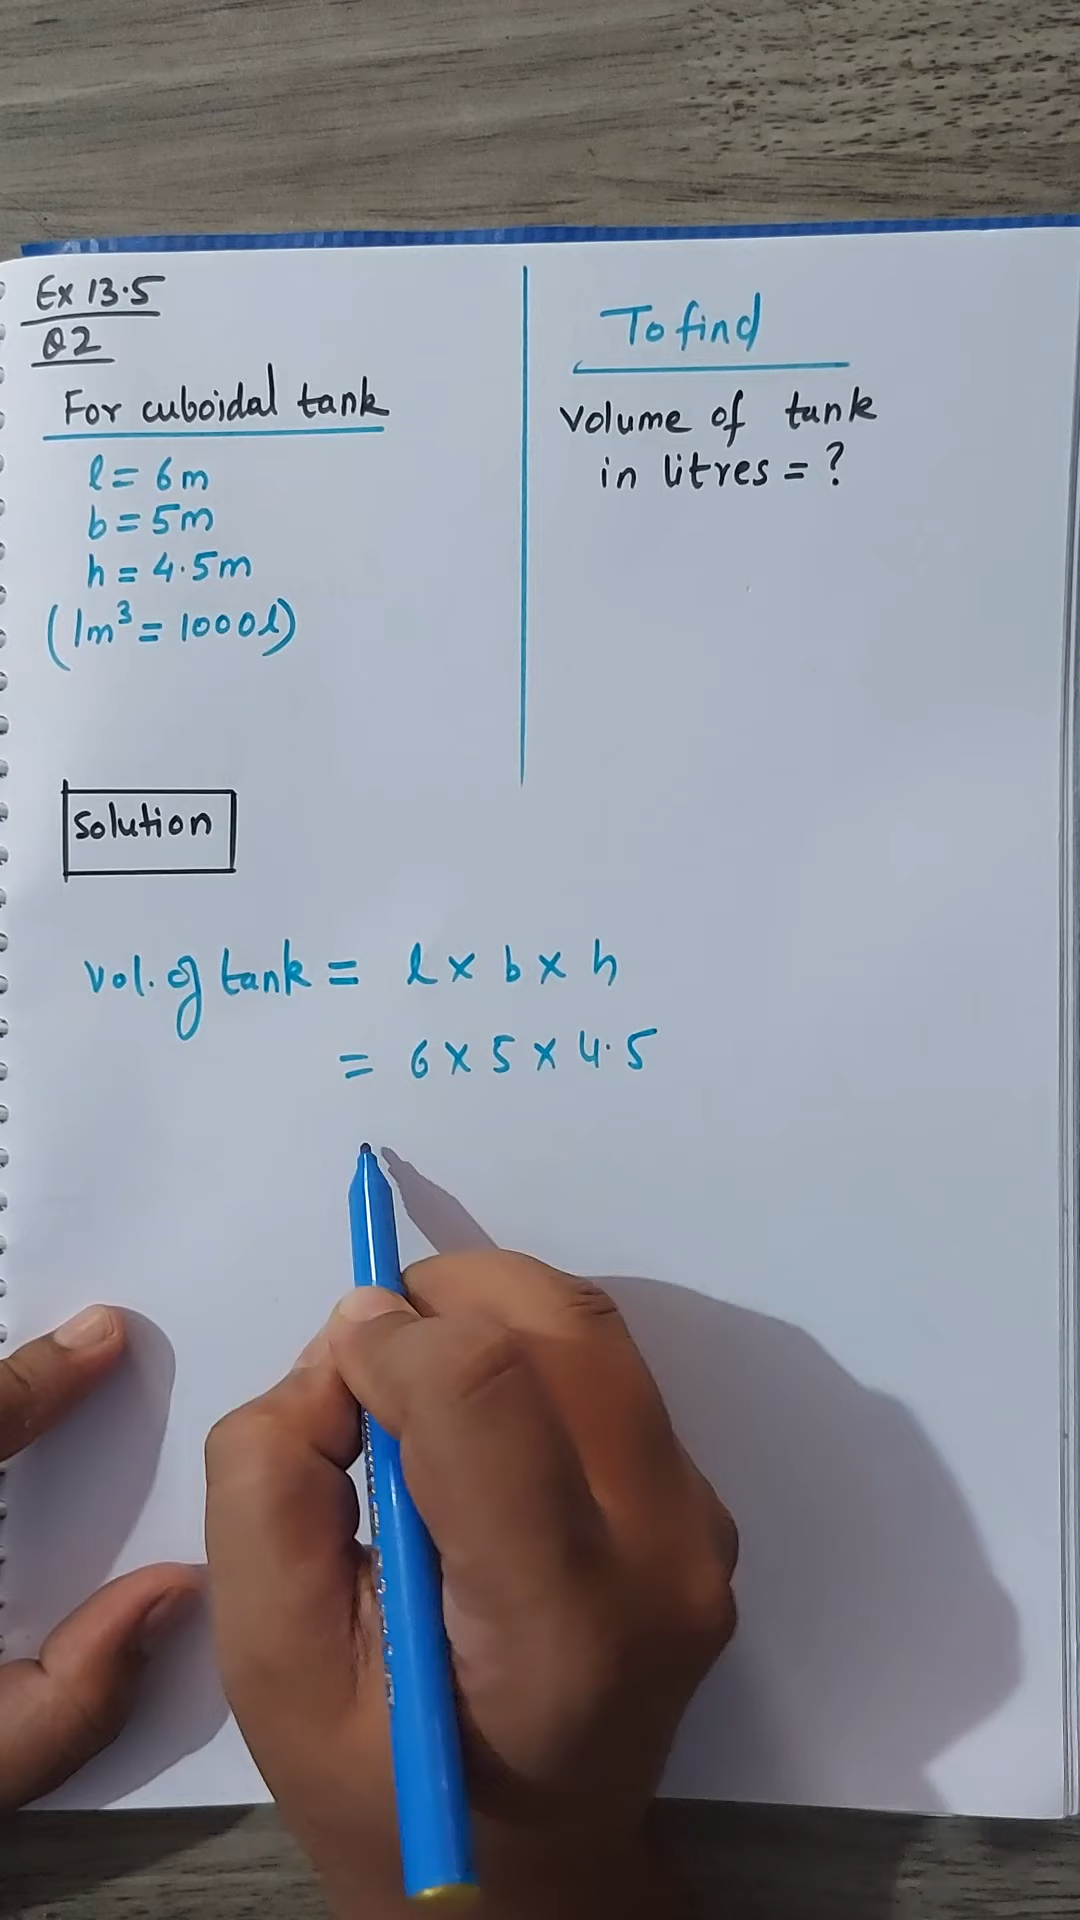 Ex 13.5
Q2
For cuboidal tank
l = 6m
b = 5m
h = 4.5m
(1m³ = 1000l)
To find
Volume of tank
in litres = ?
Solution
Vol. of tank = l × b × h
= 6 × 5 × 4.5